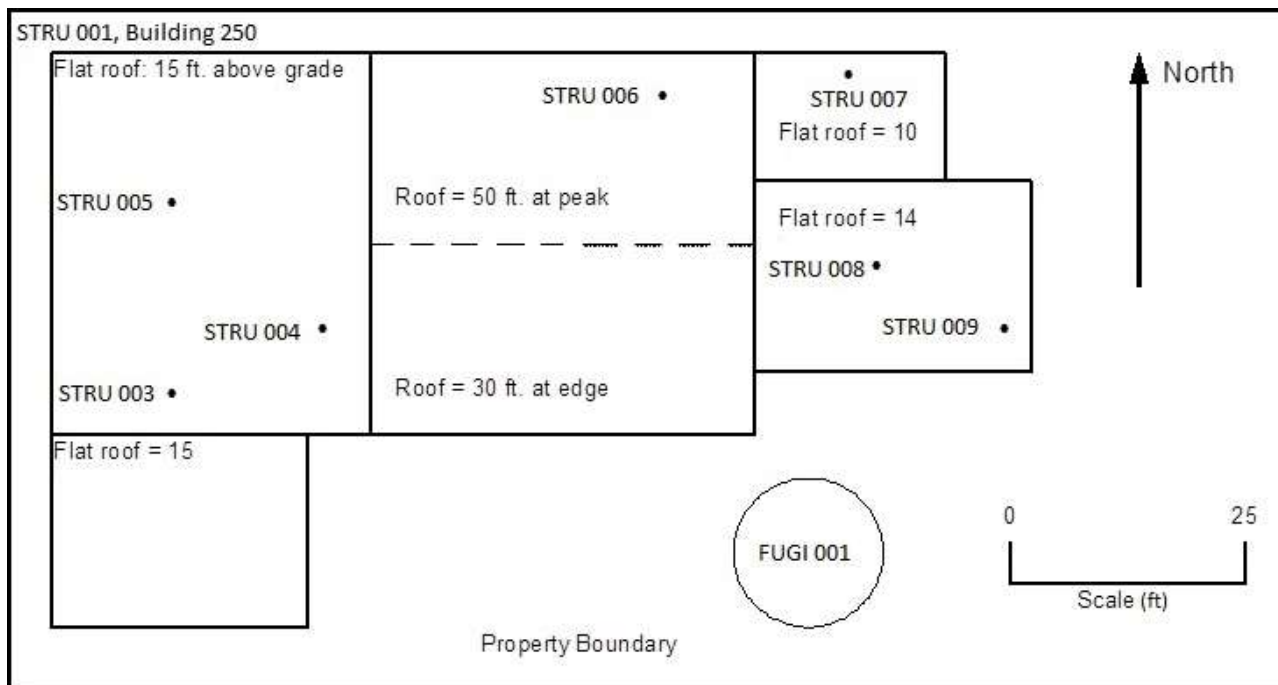 STRU 001, Building 250
Flat roof: 15 ft. above grade
STRU 006
STRU 007
North
Flat roof = 10
STRU 005
Roof = 50 ft. at peak
Flat roof = 14
STRU 008
STRU 004
STRU 009
STRU 003
Roof = 30 ft. at edge
Flat roof = 15
0
25
FUGI 001
Scale (ft)
Property Boundary